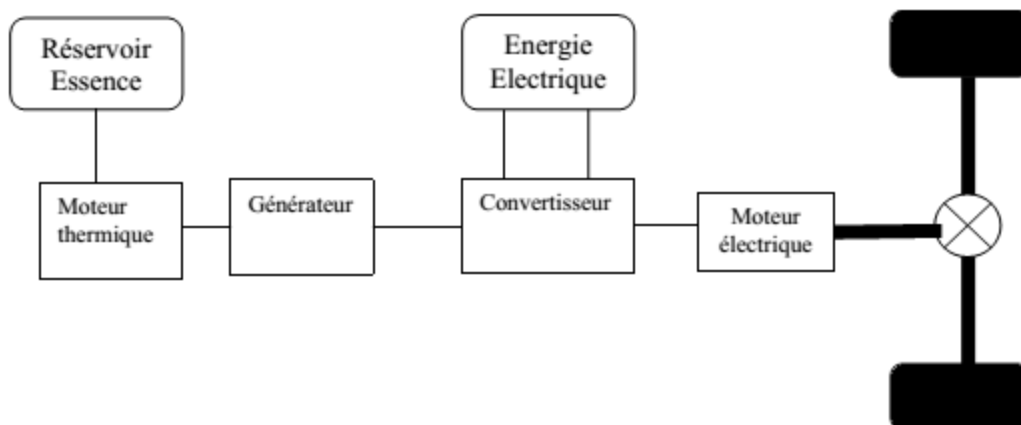 Réservoir
Essence
Energie
Electrique
Moteur
thermique
Générateur
Convertisseur
Moteur
électrique